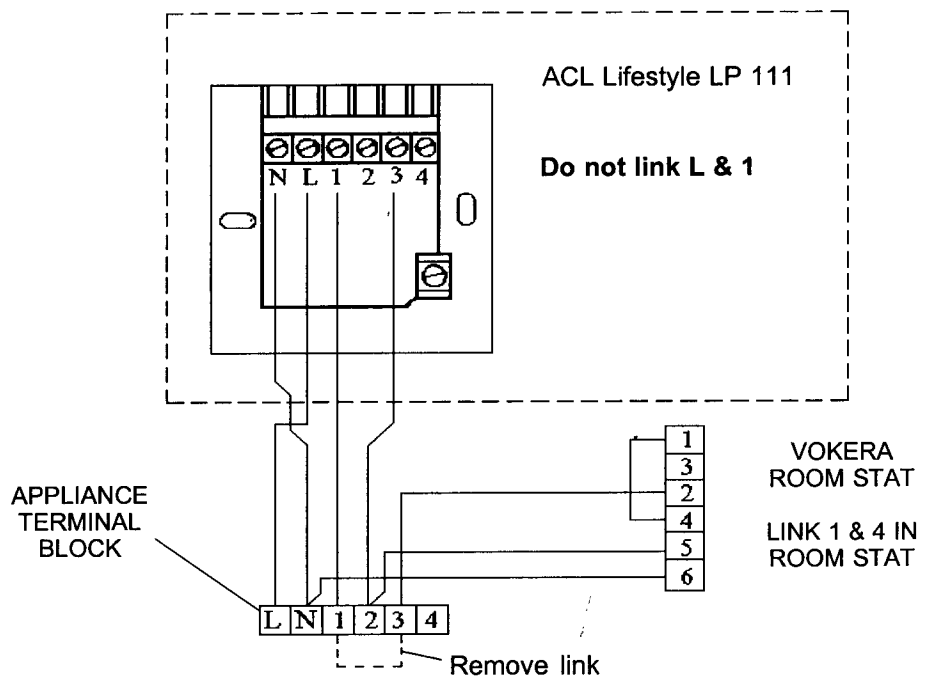 ACL Lifestyle LP 111
Do not link L & 1
N L 1 2 3 4
1
3
2
4
5
6
VOKERA
ROOM STAT
LINK 1 & 4 IN
ROOM STAT
APPLIANCE
TERMINAL
BLOCK
L N 1 2 3 4
Remove link